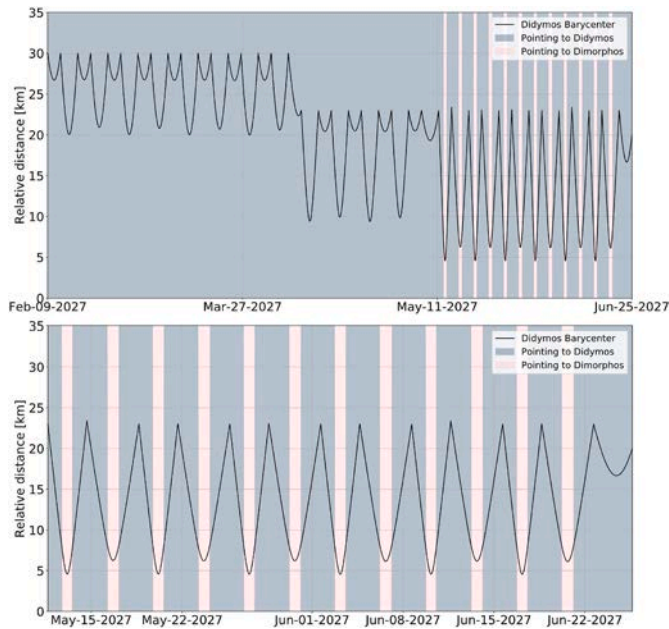 35
30
25
20
15
10
5
0
Relative distance [km]
Didymos Barycenter
Pointing to Didymos
Pointing to Dimorphos
Feb-09-2027 Mar-27-2027 May-11-2027 Jun-25-2027
35
30
25
20
15
10
5
0
Relative distance [km]
Didymos Barycenter
Pointing to Didymos
Pointing to Dimorphos
May-15-2027 May-22-2027 Jun-01-2027 Jun-08-2027 Jun-15-2027 Jun-22-2027